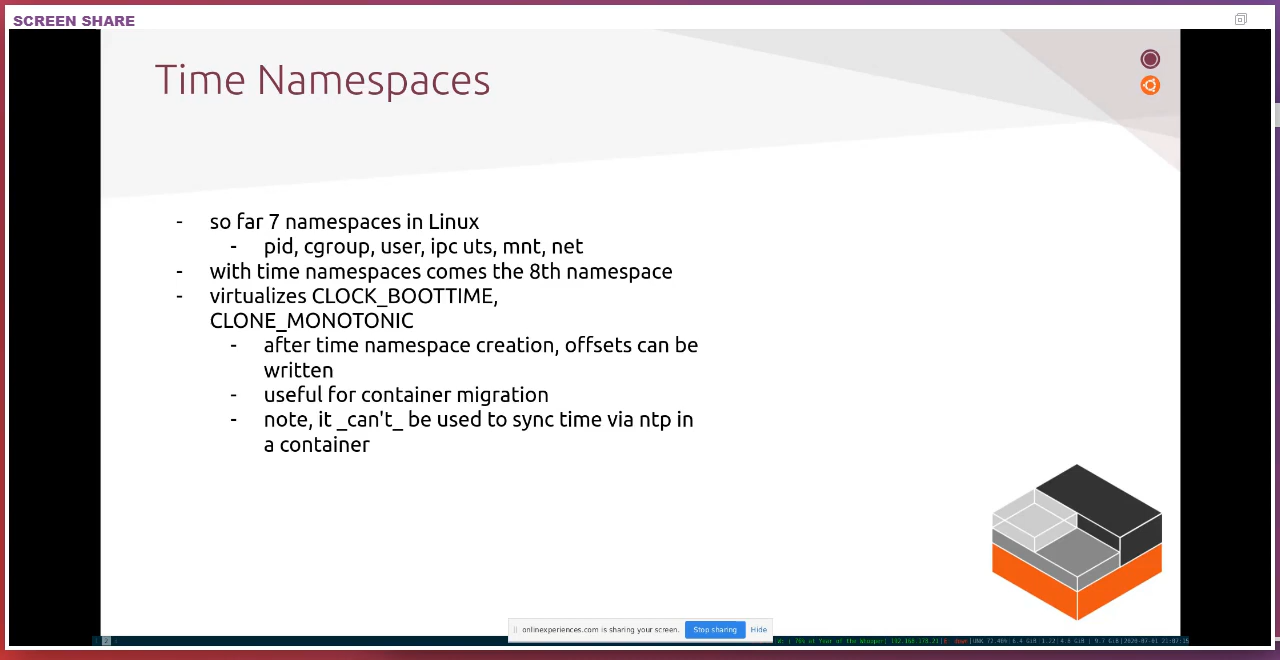 SCREEN SHARE
Time Namespaces
- so far 7 namespaces in Linux
- pid, cgroup, user, ipc uts, mnt, net
- with time namespaces comes the 8th namespace
- virtualizes CLOCK_BOOTTIME,
CLONE_MONOTONIC
- after time namespace creation, offsets can be
written
- useful for container migration
- note, it _can't_ be used to sync time via ntp in
a container
onlinexperiences.com is sharing your screen. Stop sharing Hide